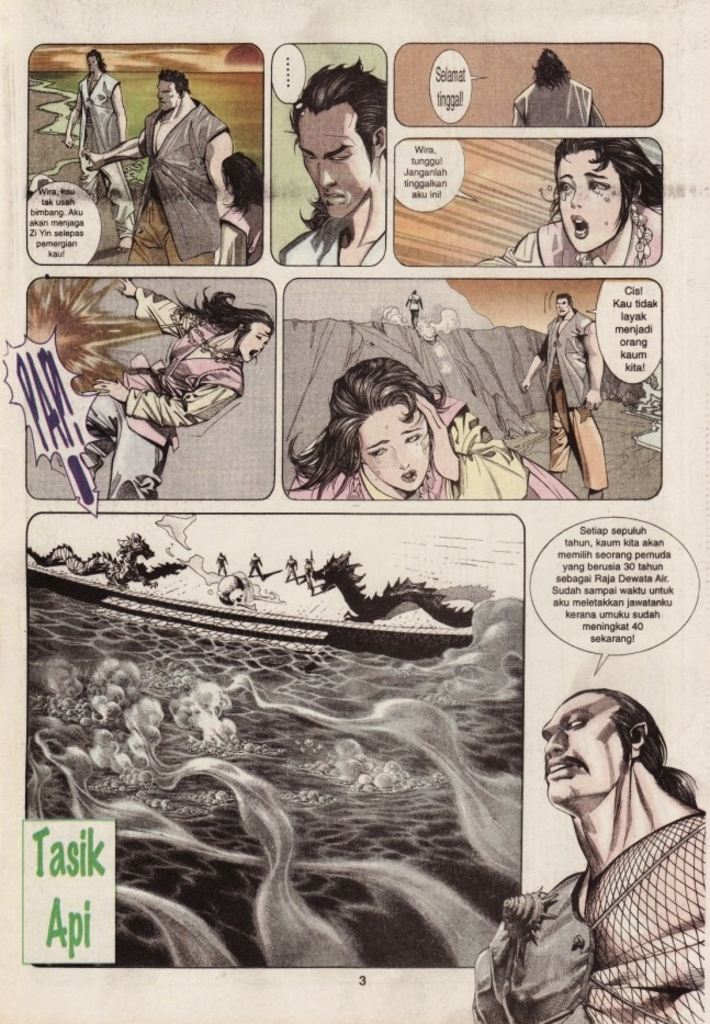 Wira, kau
tak usah
bimbang. Aku
akan menjaga
Zi Yin selepas
pemergian
kau!
......
Selamat
tinggal!
Wira,
tunggu!
Janganlah
tinggalkan
aku ini!
PAP!
Cis!
Kau tidak
layak
menjadi
orang
kaum
kita!
Setiap sepuluh
tahun, kaum kita akan
memilih seorang pemuda
yang berusia 30 tahun
sebagai Raja Dewata Air.
Sudah sampai waktu untuk
aku meletakkan jawatanku
kerana umuku sudah
meningkat 40
sekarang!
Tasik
Api
3